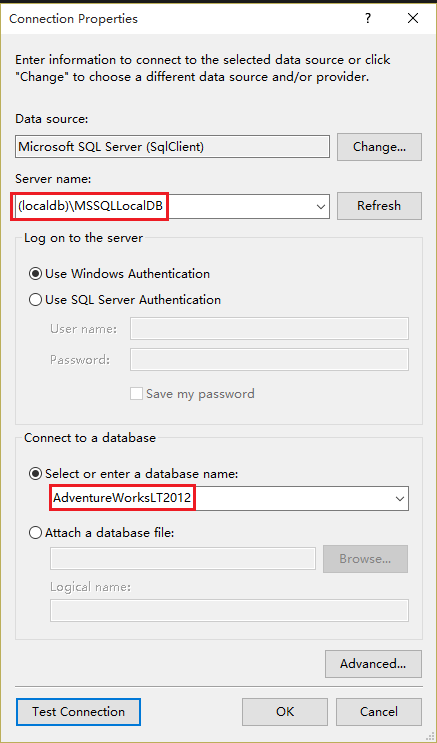 Connection Properties
?
Enter information to connect to the selected data source or click
"Change" to choose a different data source and/or provider.
Data source:
Microsoft SQL Server (SqlClient)
Change...
Server name:
(localdb)\MSSQLLocalDB
Refresh
Log on to the server
Use Windows Authentication
Use SQL Server Authentication
User name:
Password:
Save my password
Connect to a database
Select or enter a database name:
AdventureWorksLT2012
Attach a database file:
Browse...
Logical name:
Advanced...
Test Connection
OK
Cancel